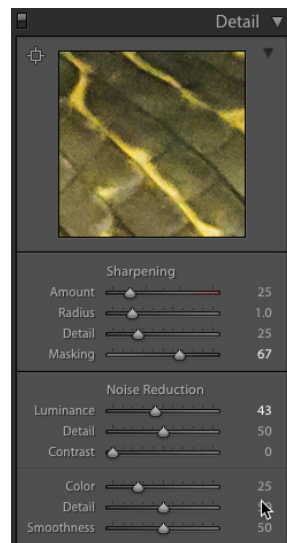 Detail
Sharpening
Amount 25
Radius 1.0
Detail 25
Masking 67
Noise Reduction
Luminance 43
Detail 50
Contrast 0
Color 25
Detail
Smoothness 50